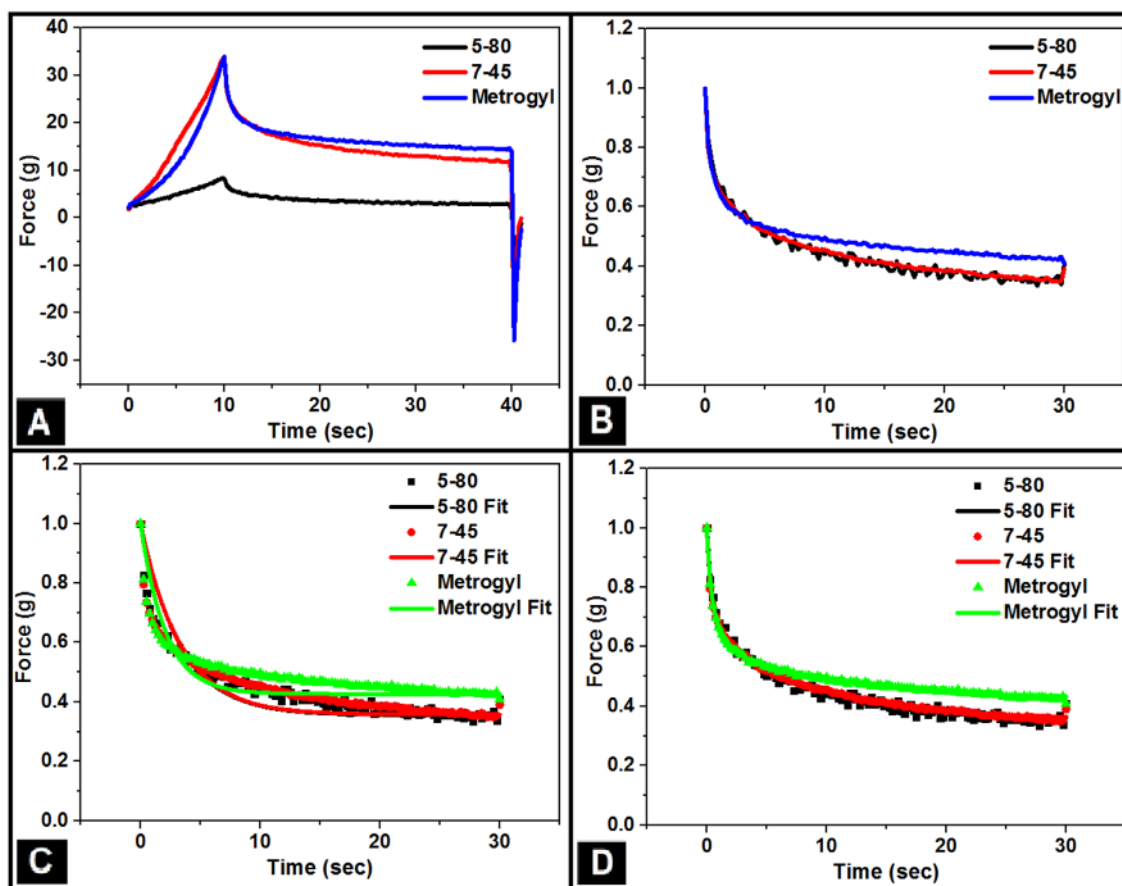 40
30
20
10
0
-10
-20
-30
Force (g)
0 10 20 30 40
Time (sec)
5-80
7-45
Metrogyl
A
1.2
1.0
0.8
0.6
0.4
0.2
0.0
Force (g)
0 10 20 30
Time (sec)
5-80
7-45
Metrogyl
B
1.2
1.0
0.8
0.6
0.4
0.2
0.0
Force (g)
0 10 20 30
Time (sec)
5-80
5-80 Fit
7-45
7-45 Fit
Metrogyl
Metrogyl Fit
C
1.2
1.0
0.8
0.6
0.4
0.2
0.0
Force (g)
0 10 20 30
Time (sec)
5-80
5-80 Fit
7-45
7-45 Fit
Metrogyl
Metrogyl Fit
D